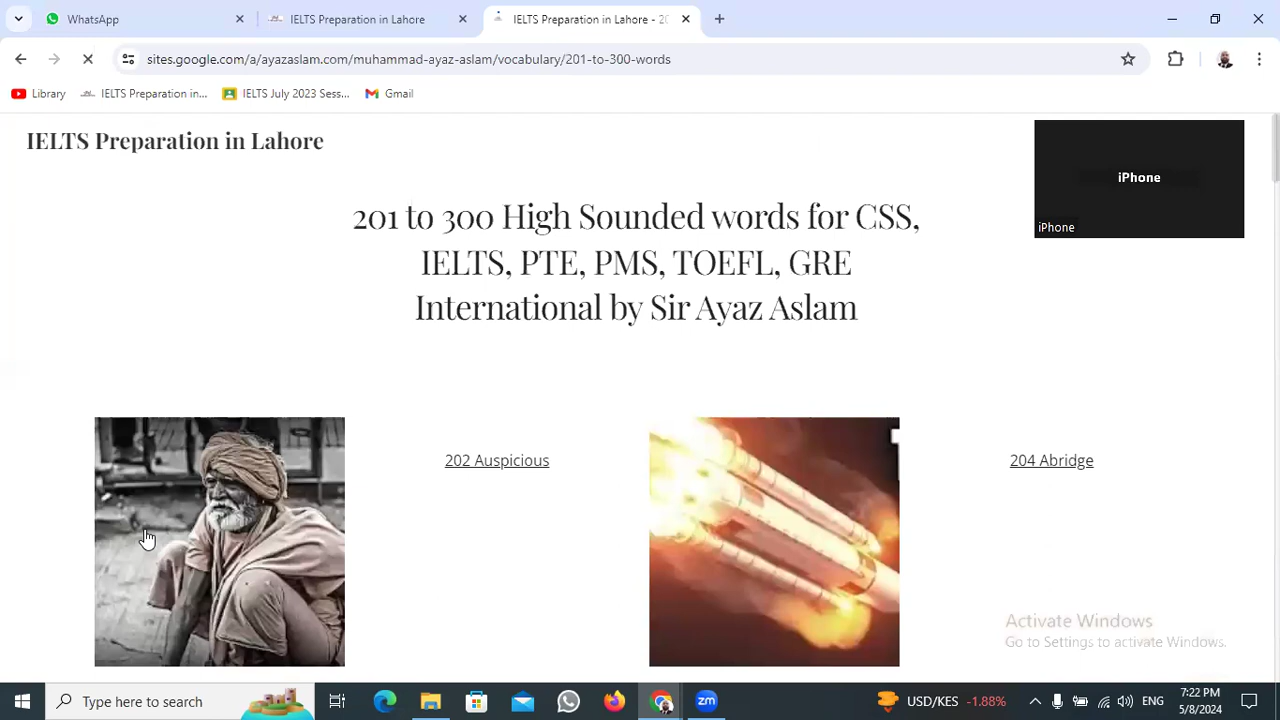 WhatsApp
IELTS Preparation in Lahore
IELTS Preparation in Lahore - 20
sites.google.com/a/ayazaslam.com/muhammad-ayaz-aslam/vocabulary/201-to-300-words
Library
IELTS Preparation in...
IELTS July 2023 Sess...
Gmail
IELTS Preparation in Lahore
iPhone
iPhone
201 to 300 High Sounded words for CSS,
IELTS, PTE, PMS, TOEFL, GRE
International by Sir Ayaz Aslam
202 Auspicious
204 Abridge
Activate Windows
Go to Settings to activate Windows.
Type here to search
zm
USD/KES -1.88%
ENG
7:22 PM
5/8/2024